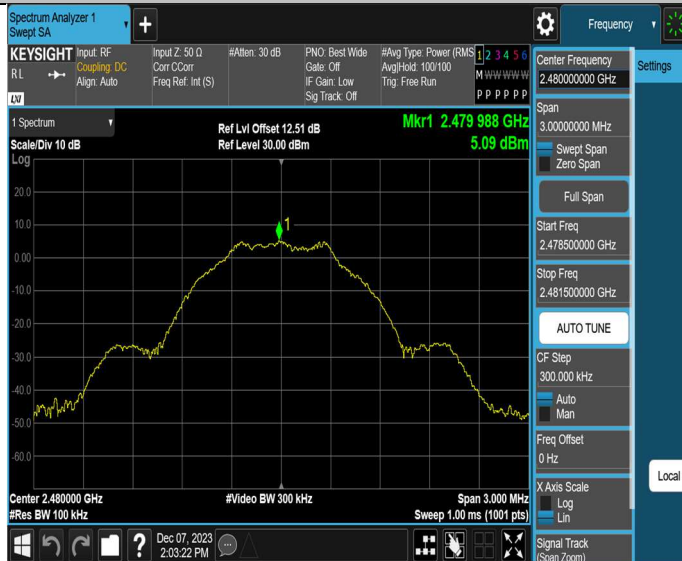 Spectrum Analyzer 1
Swept SA
+
Frequency
KEYSIGHT
RL
LXI
Input: RF
Coupling: DC
Align: Auto
Input Z: 50 Ω
Corr CCorr
Freq Ref: Int (S)
#Atten: 30 dB
PNO: Best Wide
Gate: Off
IF Gain: Low
Sig Track: Off
#Avg Type: Power (RMS
Avg|Hold: 100/100
Trig: Free Run
1 2 3 4 5 6
M W W W W W
P P P P P P
1 Spectrum
Scale/Div 10 dB
Ref Lvl Offset 12.51 dB
Ref Level 30.00 dBm
Mkr1 2.479 988 GHz
5.09 dBm
Log
20.0
10.0
0.00
-10.0
-20.0
-30.0
-40.0
-50.0
-60.0
1
Center 2.480000 GHz
#Res BW 100 kHz
#Video BW 300 kHz
Span 3.000 MHz
Sweep 1.00 ms (1001 pts)
?
Dec 07, 2023
2:03:22 PM
Center Frequency
2.480000000 GHz
Span
3.00000000 MHz
Swept Span
Zero Span
Full Span
Start Freq
2.478500000 GHz
Stop Freq
2.481500000 GHz
AUTO TUNE
CF Step
300.000 kHz
Auto
Man
Freq Offset
0 Hz
X Axis Scale
Log
Lin
Signal Track
(Span Zoom)
Settings
Local